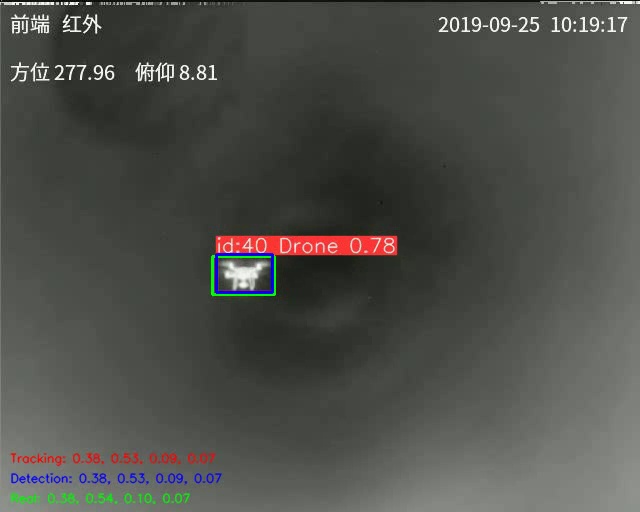 前端 红外 2019-09-25 10:19:17
方位 277.96 俯仰 8.81
id:40 Drone 0.78
Tracking: 0.38, 0.53, 0.09, 0.07
Detection: 0.38, 0.53, 0.09, 0.07
Real: 0.38, 0.54, 0.10, 0.07